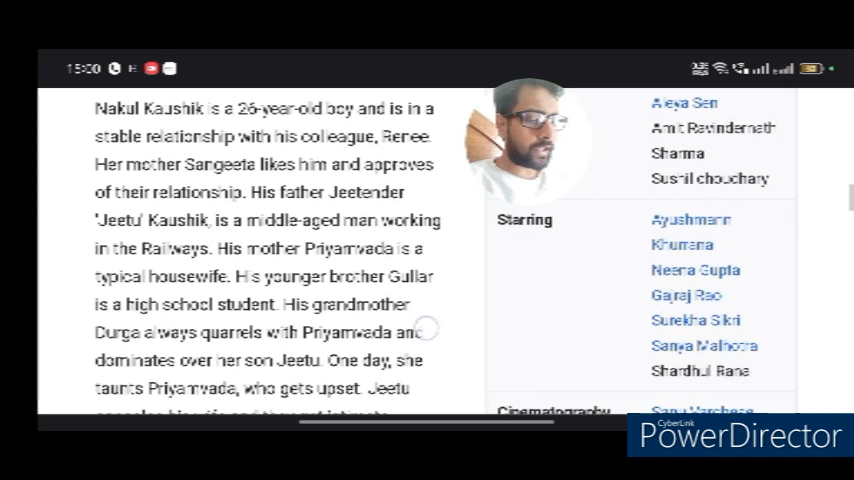 15:00
Nakul Kaushik is a 26-year-old boy and is in a
stable relationship with his colleague, Renee.
Her mother Sangeeta likes him and approves
of their relationship. His father Jeetender
'Jeetu' Kaushik, is a middle-aged man working
in the Railways. His mother Priyamvada is a
typical housewife. His younger brother Gullar
is a high school student. His grandmother
Durga always quarrels with Priyamvada and
dominates over her son Jeetu. One day, she
taunts Priyamvada, who gets upset. Jeetu
Aleya Sen
Amit Ravindernath
Sharma
Sushil chouchary
Starring
Ayushmann
Khurrana
Neena Gupta
Gajraj Rao
Surekha Sikri
Sanya Malhotra
Shardhul Rana
Cinematography
CyberLink
PowerDirector